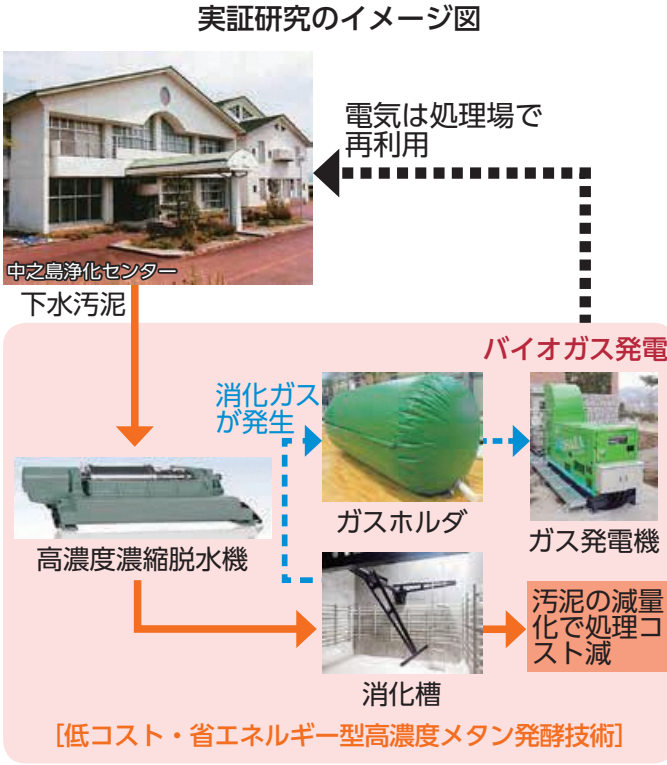 実証研究のイメージ図
電気は処理場で
再利用
中之島浄化センター
下水汚泥
バイオガス発電
消化ガス
が発生
ガスホルダ
ガス発電機
高濃度濃縮脱水機
汚泥の減量
化で処理コ
スト減
消化槽
[低コスト・省エネルギー型高濃度メタン発酵技術]